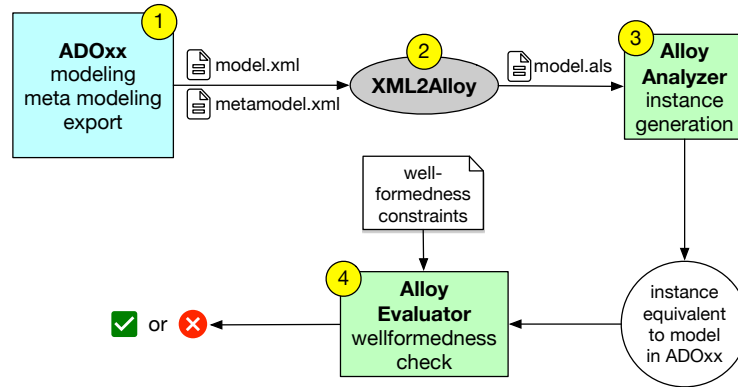 1
ADOxx
modeling
meta modeling
export
model.xml
metamodel.xml
2
XML2Alloy
model.als
3
Alloy
Analyzer
instance
generation
well-
formedness
constraints
4
Alloy
Evaluator
wellformedness
check
instance
equivalent
to model
in ADOxx
or